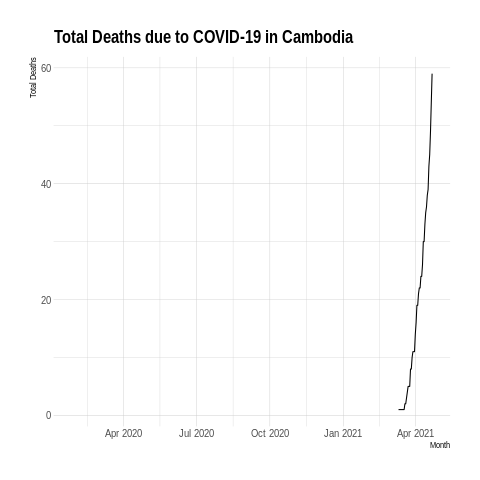 Total Deaths due to COVID-19 in Cambodia
Total Deaths
60
40
20
0
Apr 2020 Jul 2020 Oct 2020 Jan 2021 Apr 2021
Month